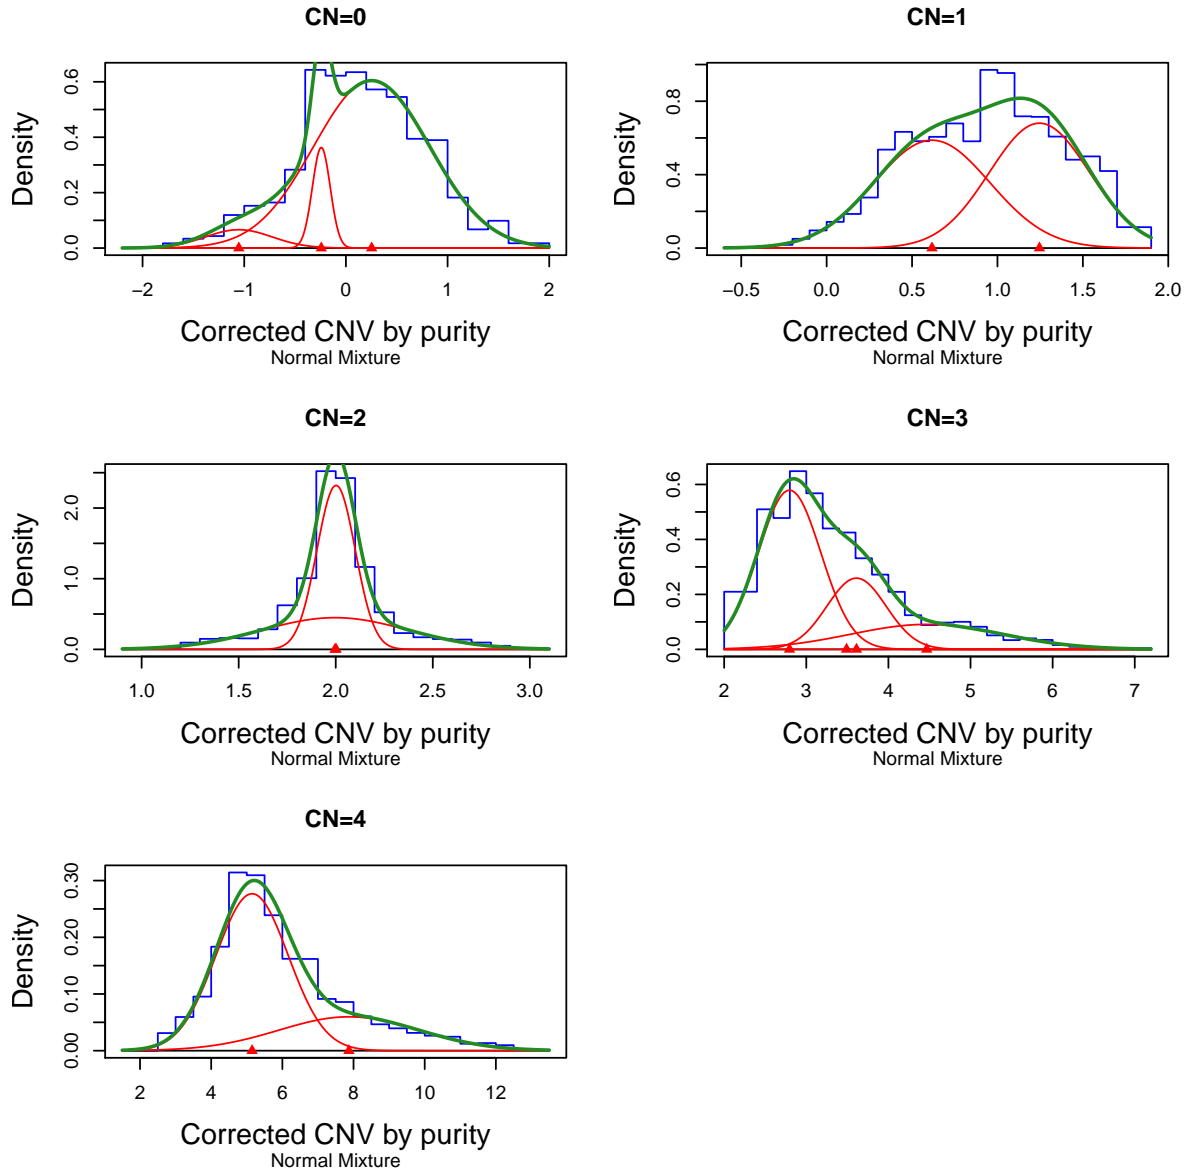 CN=0
Density
0.0 0.2 0.4 0.6
−2 −1 0 1 2
Corrected CNV by purity
Normal Mixture
CN=1
Density
0.0 0.4 0.8
−0.5 0.0 0.5 1.0 1.5 2.0
Corrected CNV by purity
Normal Mixture
CN=2
Density
0.0 1.0 2.0
1.0 1.5 2.0 2.5 3.0
Corrected CNV by purity
Normal Mixture
CN=3
Density
0.0 0.2 0.4 0.6
2 3 4 5 6 7
Corrected CNV by purity
Normal Mixture
CN=4
Density
0.00 0.10 0.20 0.30
2 4 6 8 10 12
Corrected CNV by purity
Normal Mixture